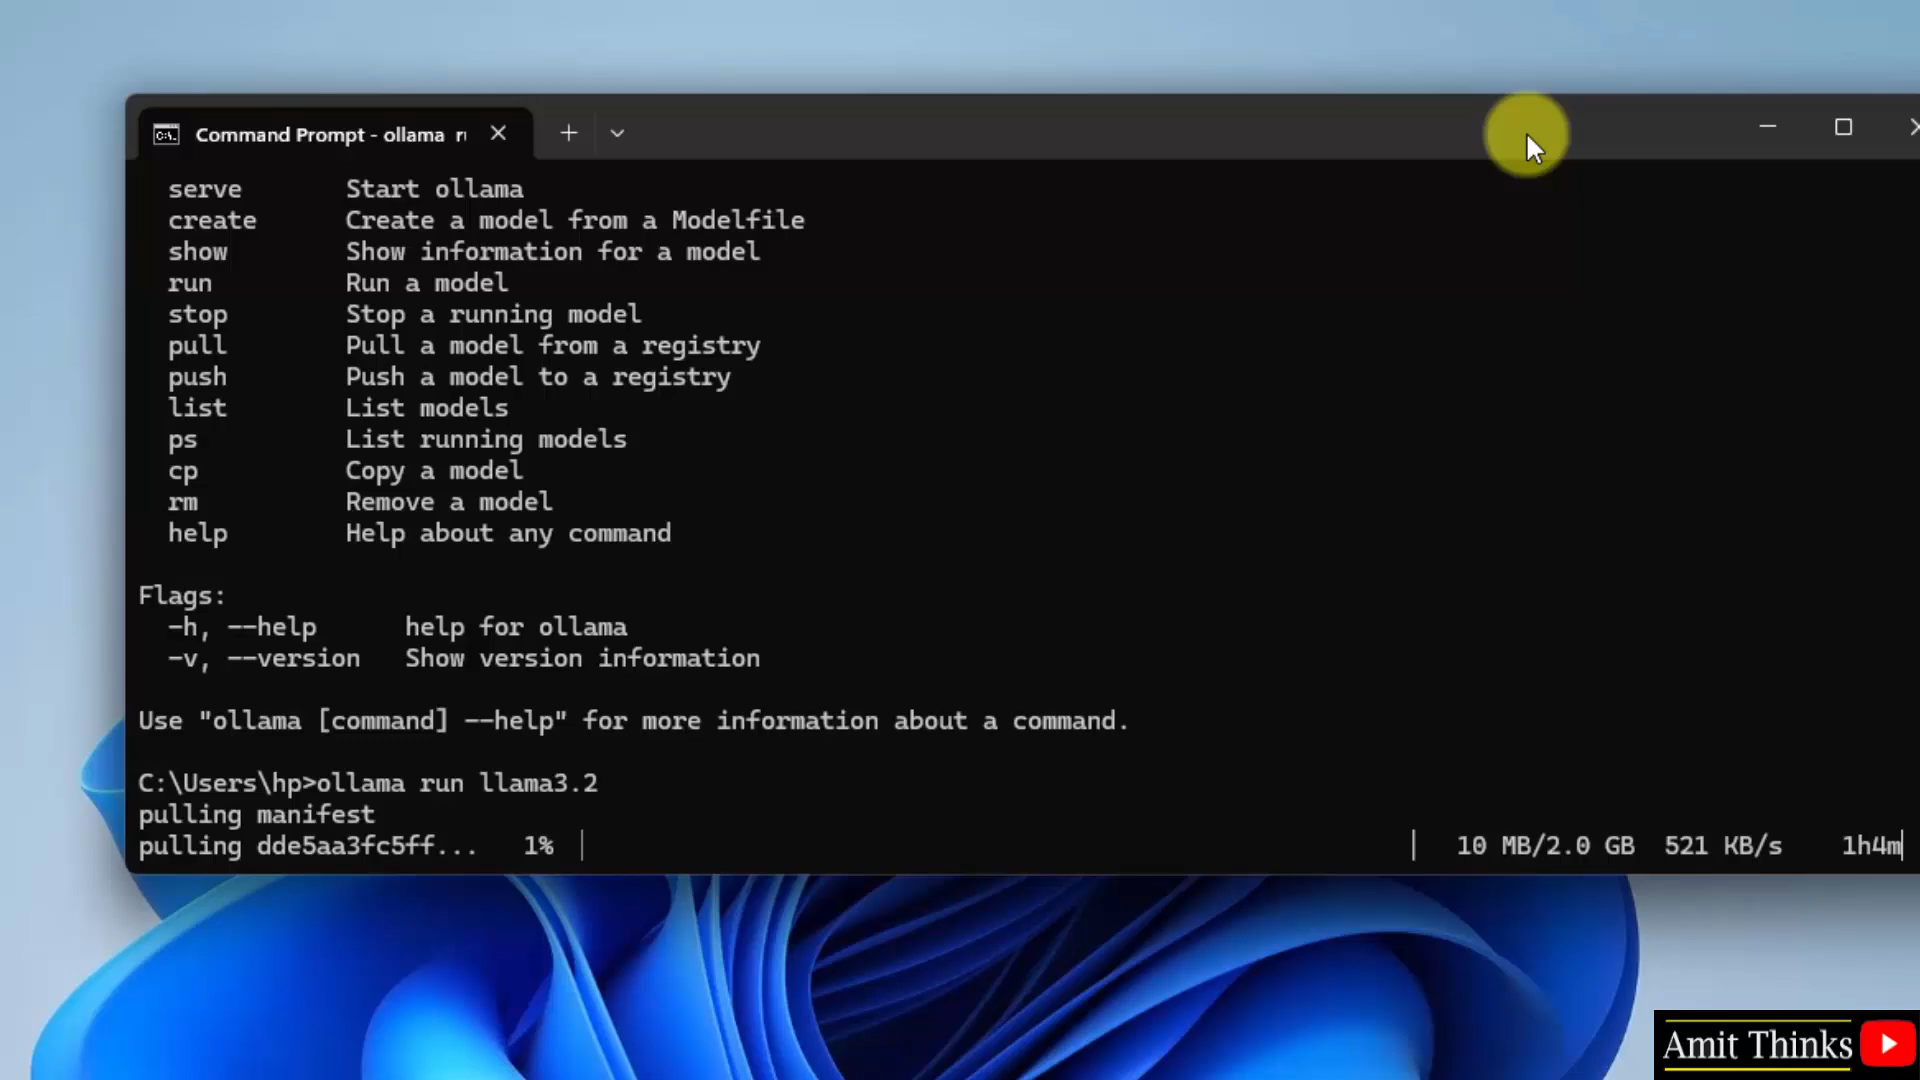 Command Prompt - ollama r
serve Start ollama
create Create a model from a Modelfile
show Show information for a model
run Run a model
stop Stop a running model
pull Pull a model from a registry
push Push a model to a registry
list List models
ps List running models
cp Copy a model
rm Remove a model
help Help about any command
Flags:
-h, --help help for ollama
-v, --version Show version information
Use "ollama [command] --help" for more information about a command.
C:\Users\hp>ollama run llama3.2
pulling manifest
pulling dde5aa3fc5ff... 1% 10 MB/2.0 GB 521 KB/s 1h4m
Amit Thinks